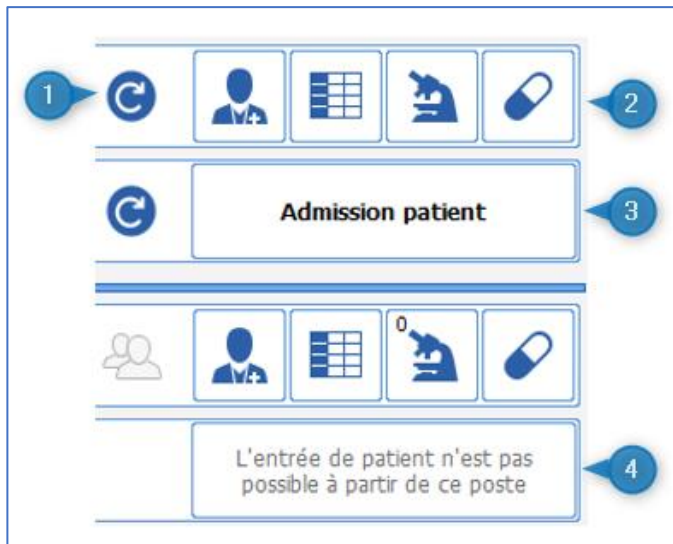 1
2
Admission patient
3
0
L'entrée de patient n'est pas
possible à partir de ce poste
4